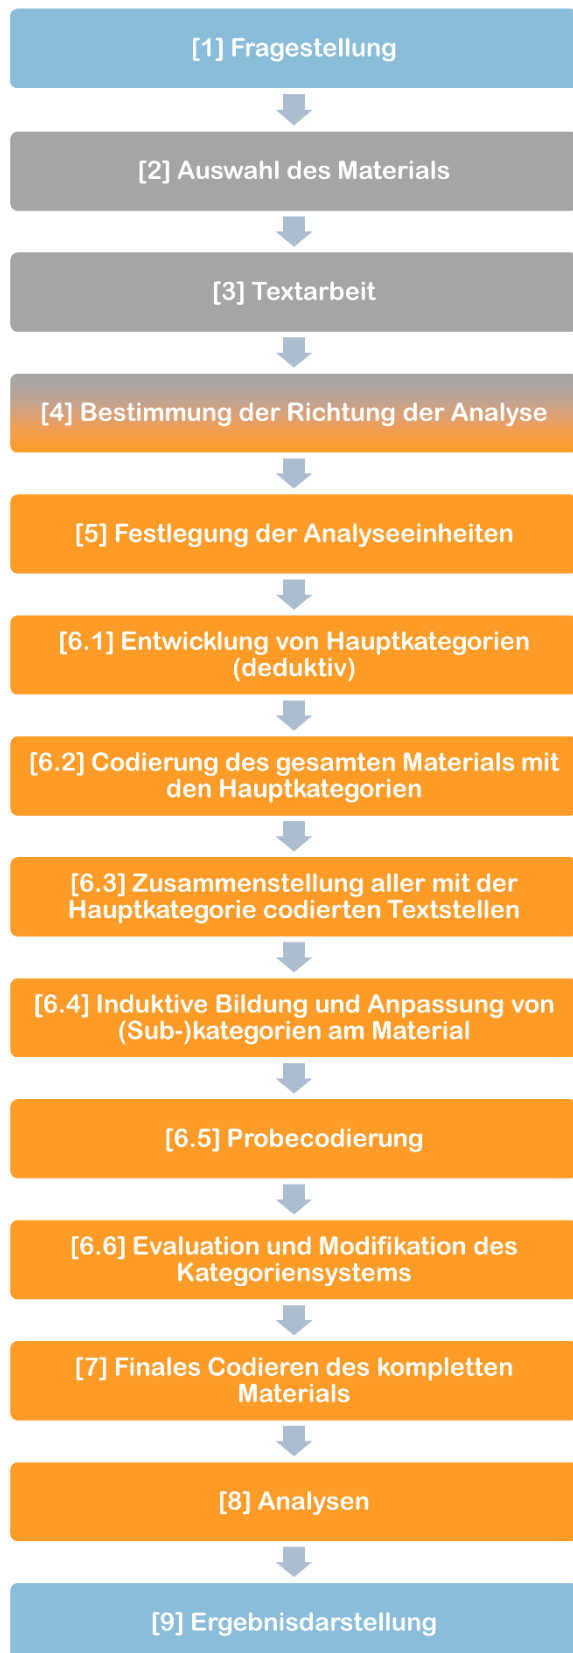 [1] Fragestellung
[2] Auswahl des Materials
[3] Textarbeit
[4] Bestimmung der Richtung der Analyse
[5] Festlegung der Analyseeinheiten
[6.1] Entwicklung von Hauptkategorien
(deduktiv)
[6.2] Codierung des gesamten Materials mit
den Hauptkategorien
[6.3] Zusammenstellung aller mit der
Hauptkategorie codierten Textstellen
[6.4] Induktive Bildung und Anpassung von
(Sub-)kategorien am Material
[6.5] Probecodierung
[6.6] Evaluation und Modifikation des
Kategoriensystems
[7] Finales Codieren des kompletten
Materials
[8] Analysen
[9] Ergebnisdarstellung